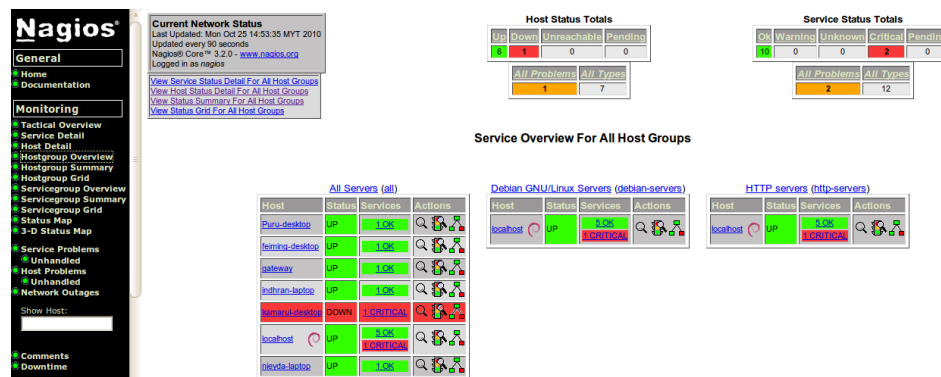 Nagios®
General
Home
Documentation
Monitoring
Tactical Overview
Service Detail
Host Detail
Hostgroup Overview
Hostgroup Summary
Hostgroup Grid
Servicegroup Overview
Servicegroup Summary
Servicegroup Grid
Status Map
3-D Status Map
Service Problems
Unhandled
Host Problems
Unhandled
Network Outages
Show Host:
Comments
Downtime
Current Network Status
Last Updated: Mon Oct 25 14:53:35 MYT 2010
Updated every 90 seconds
Nagios® Core™ 3.2.0 - www.nagios.org
Logged in as nagios
View Service Status Detail For All Host Groups
View Host Status Detail For All Host Groups
View Status Summary For All Host Groups
View Status Grid For All Host Groups
Host Status Totals
Up Down Unreachable Pending
6 1 0 0
All Problems All Types
1 7
Service Status Totals
Ok Warning Unknown Critical Pending
10 0 0 2 0
All Problems All Types
2 12
Service Overview For All Host Groups
All Servers (all)
Host Status Services Actions
Puru-desktop UP 1 OK
feiming-desktop UP 1 OK
gateway UP 1 OK
indhran-laptop UP 1 OK
kamarul-desktop DOWN 1 CRITICAL
localhost UP 5 OK
1 CRITICAL
nievda-laptop UP 1 OK
Debian GNU/Linux Servers (debian-servers)
Host Status Services Actions
localhost UP 5 OK
1 CRITICAL
HTTP servers (http-servers)
Host Status Services Actions
localhost UP 5 OK
1 CRITICAL